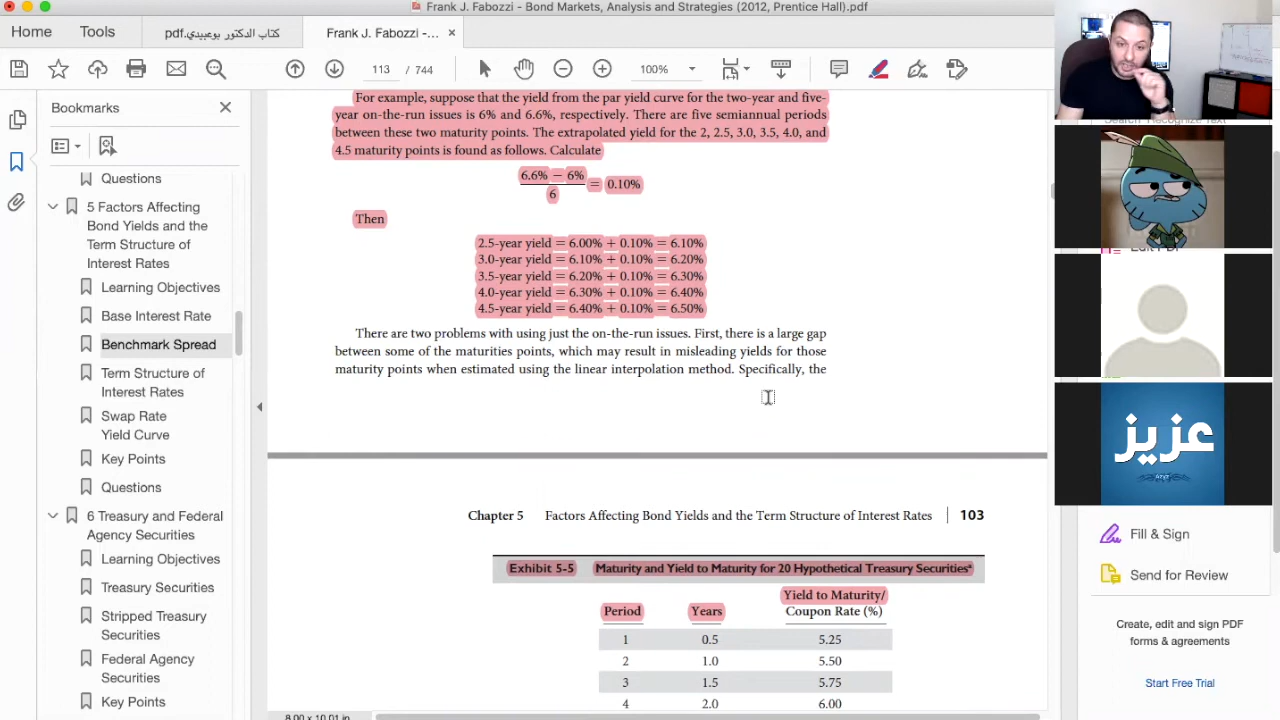 Frank J. Fabozzi - Bond Markets, Analysis and Strategies (2012, Prentice Hall).pdf
Home
Tools
كتاب الدكتور بوعبيدي.pdf
Frank J. Fabozzi -...
113 / 744
100%
Bookmarks
Questions
5 Factors Affecting
Bond Yields and the
Term Structure of
Interest Rates
Learning Objectives
Base Interest Rate
Benchmark Spread
Term Structure of
Interest Rates
Swap Rate
Yield Curve
Key Points
Questions
6 Treasury and Federal
Agency Securities
Learning Objectives
Treasury Securities
Stripped Treasury
Securities
Federal Agency
Securities
Key Points
For example, suppose that the yield from the par yield curve for the two-year and five-
year on-the-run issues is 6% and 6.6%, respectively. There are five semiannual periods
between these two maturity points. The extrapolated yield for the 2, 2.5, 3.0, 3.5, 4.0, and
4.5 maturity points is found as follows. Calculate
6.6% − 6%
6
= 0.10%
Then
2.5-year yield = 6.00% + 0.10% = 6.10%
3.0-year yield = 6.10% + 0.10% = 6.20%
3.5-year yield = 6.20% + 0.10% = 6.30%
4.0-year yield = 6.30% + 0.10% = 6.40%
4.5-year yield = 6.40% + 0.10% = 6.50%
There are two problems with using just the on-the-run issues. First, there is a large gap
between some of the maturities points, which may result in misleading yields for those
maturity points when estimated using the linear interpolation method. Specifically, the
Chapter 5 Factors Affecting Bond Yields and the Term Structure of Interest Rates 103
Exhibit 5-5 Maturity and Yield to Maturity for 20 Hypothetical Treasury Securitiesᵃ
Yield to Maturity/
Period Years Coupon Rate (%)
1 0.5 5.25
2 1.0 5.50
3 1.5 5.75
4 2.0 6.00
8.00 x 10.01 in
عزيز
Fill & Sign
Send for Review
Create, edit and sign PDF
forms & agreements
Start Free Trial